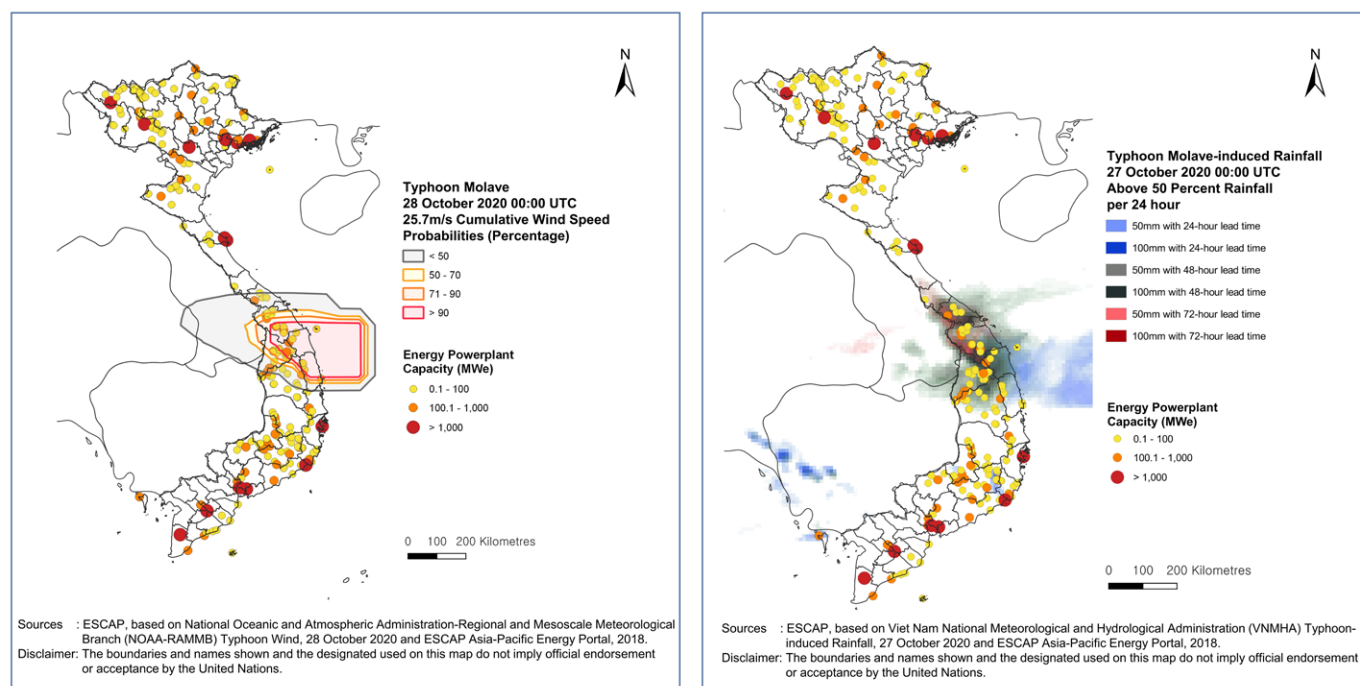 N
Typhoon Molave
28 October 2020 00:00 UTC
25.7m/s Cumulative Wind Speed
Probabilities (Percentage)
< 50
50 - 70
71 - 90
> 90
Energy Powerplant
Capacity (MWe)
0.1 - 100
100.1 - 1,000
> 1,000
0 100 200 Kilometres
Sources : ESCAP, based on National Oceanic and Atmospheric Administration-Regional and Mesoscale Meteorological
Branch (NOAA-RAMMB) Typhoon Wind, 28 October 2020 and ESCAP Asia-Pacific Energy Portal, 2018.
Disclaimer: The boundaries and names shown and the designated used on this map do not imply official endorsement
or acceptance by the United Nations.
N
Typhoon Molave-induced Rainfall
27 October 2020 00:00 UTC
Above 50 Percent Rainfall
per 24 hour
50mm with 24-hour lead time
100mm with 24-hour lead time
50mm with 48-hour lead time
100mm with 48-hour lead time
50mm with 72-hour lead time
100mm with 72-hour lead time
Energy Powerplant
Capacity (MWe)
0.1 - 100
100.1 - 1,000
> 1,000
0 100 200 Kilometres
Sources : ESCAP, based on Viet Nam National Meteorological and Hydrological Administration (VNMHA) Typhoon-
induced Rainfall, 27 October 2020 and ESCAP Asia-Pacific Energy Portal, 2018.
Disclaimer: The boundaries and names shown and the designated used on this map do not imply official endorsement
or acceptance by the United Nations.